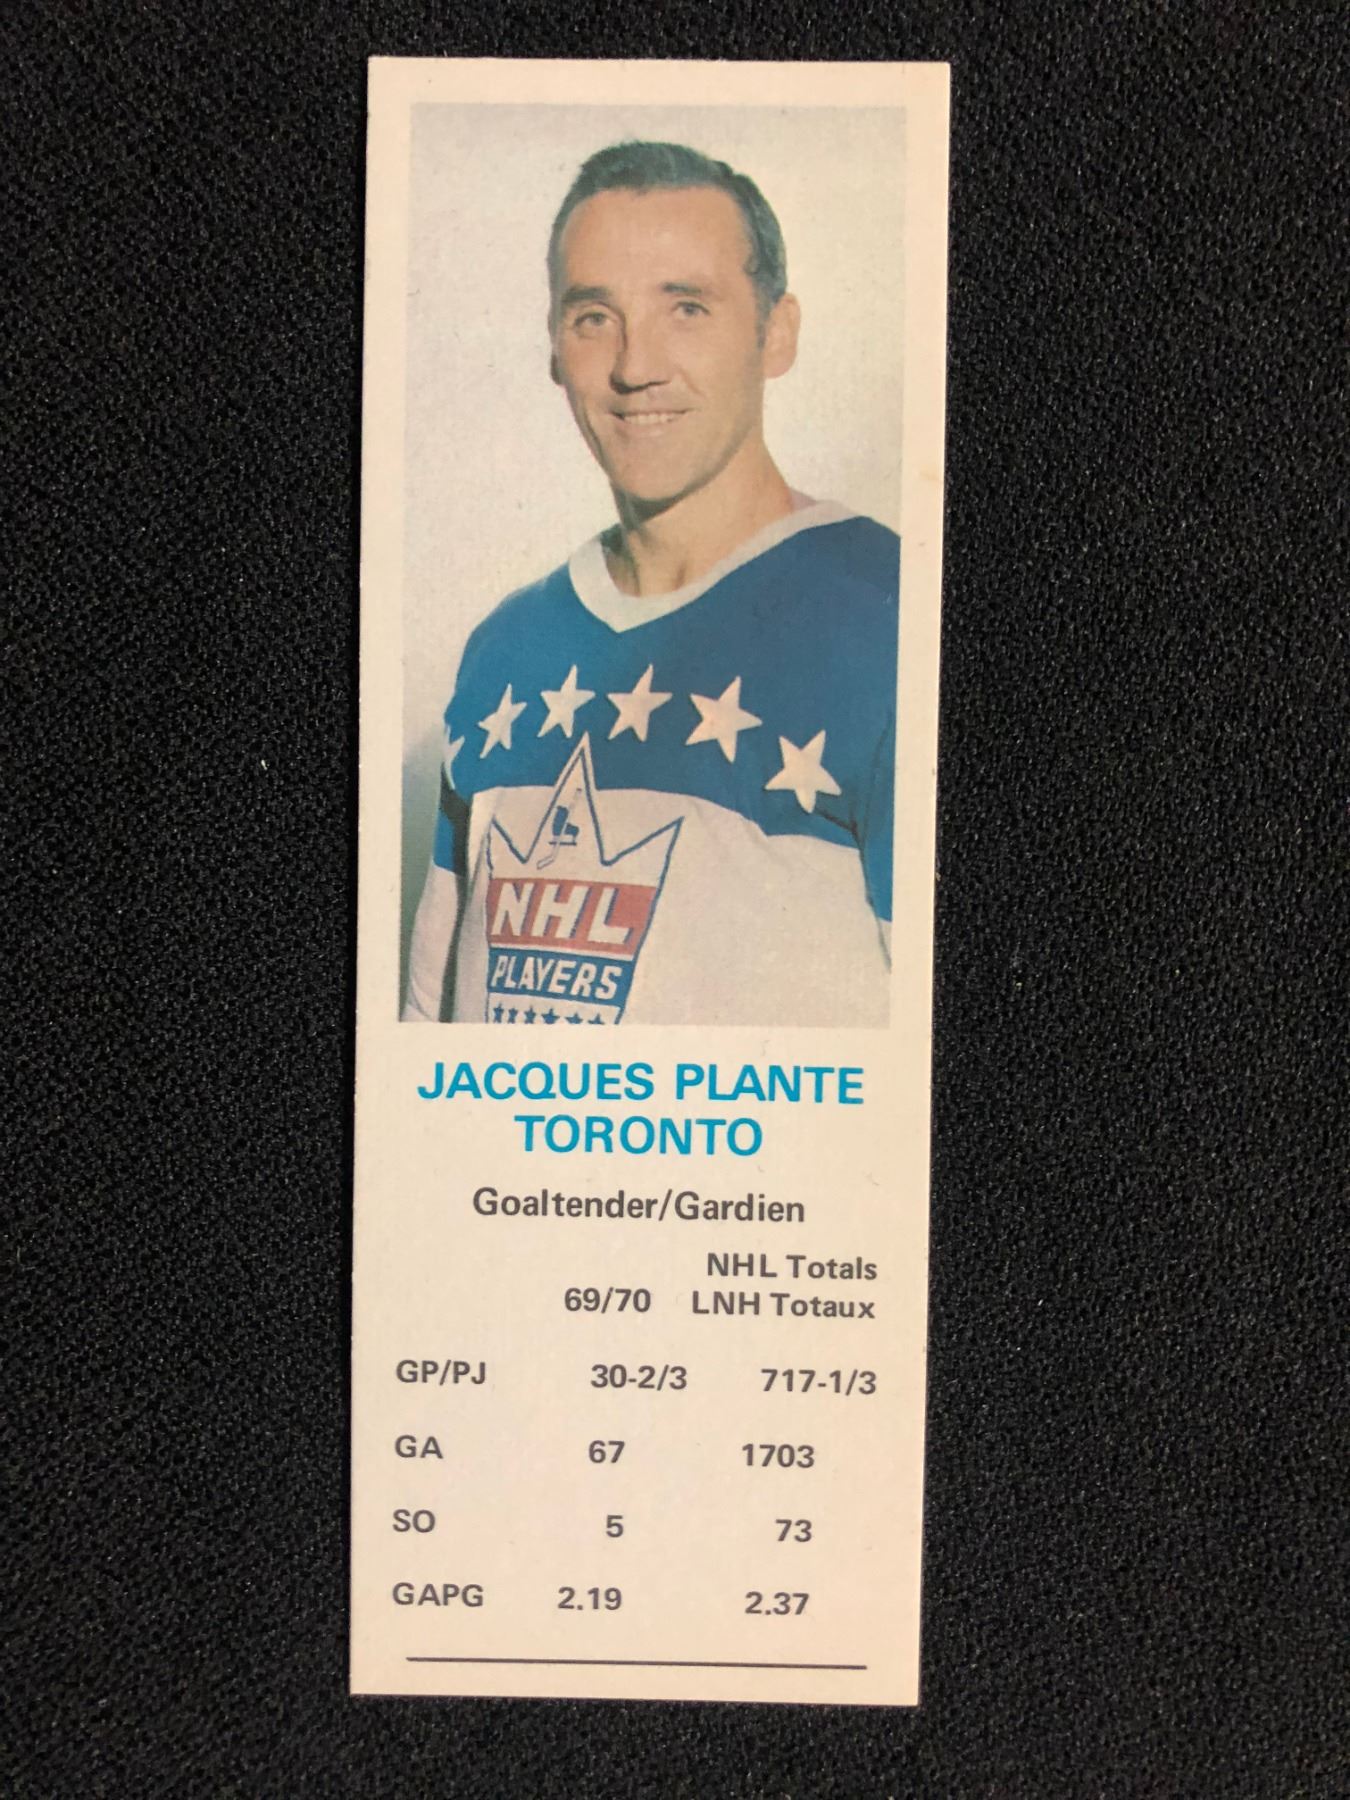 NHL
PLAYERS
JACQUES PLANTE
TORONTO
Goaltender/Gardien
NHL Totals
69/70 LNH Totaux
GP/PJ 30-2/3 717-1/3
GA 67 1703
SO 5 73
GAPG 2.19 2.37